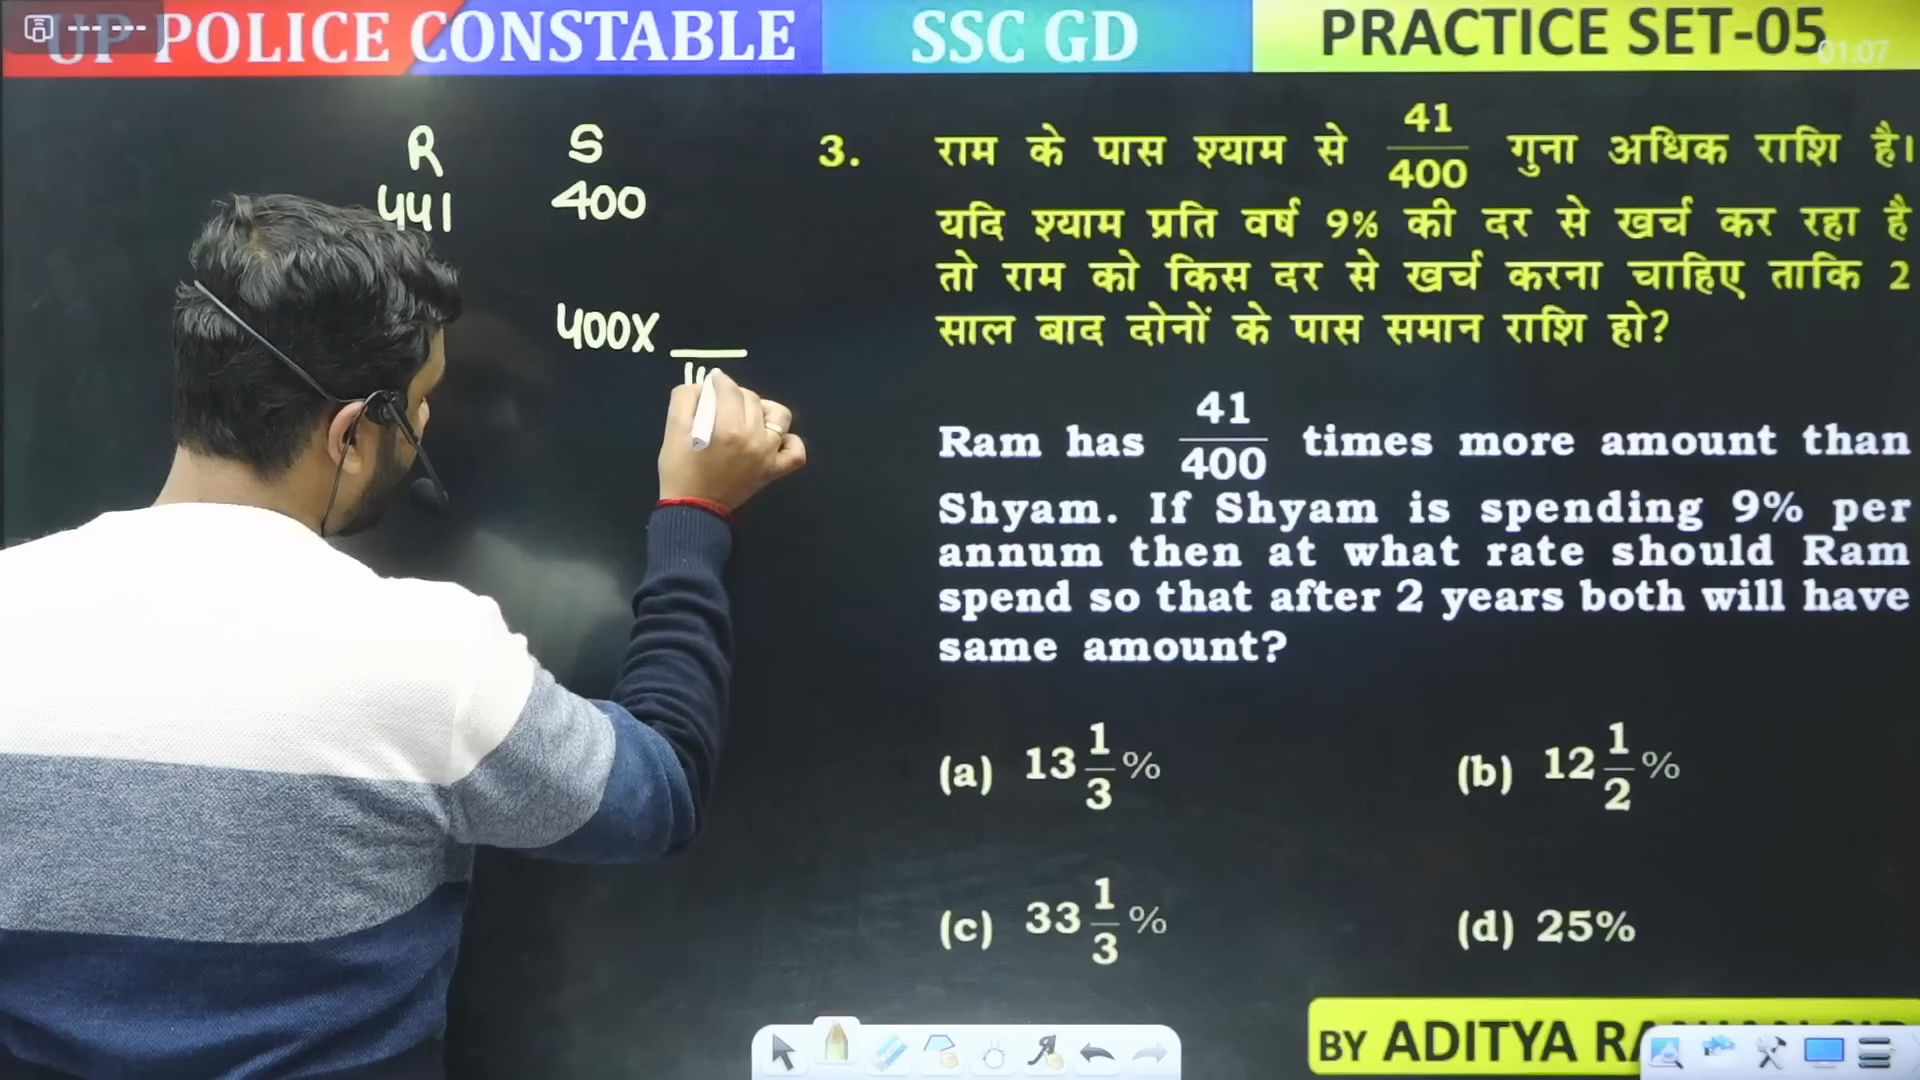 UP POLICE CONSTABLE SSC GD PRACTICE SET-05
01:07
R S
441 400
400x
3. राम के पास श्याम से 41/400 गुना अधिक राशि है।
यदि श्याम प्रति वर्ष 9% की दर से खर्च कर रहा है
तो राम को किस दर से खर्च करना चाहिए ताकि 2
साल बाद दोनों के पास समान राशि हो?
Ram has 41/400 times more amount than
Shyam. If Shyam is spending 9% per
annum then at what rate should Ram
spend so that after 2 years both will have
same amount?
(a) 13 1/3 % (b) 12 1/2 %
(c) 33 1/3 % (d) 25%
BY ADITYA